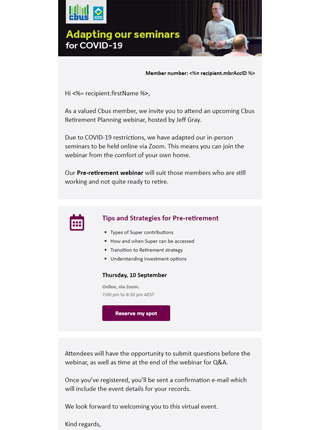 cbus
Adapting our seminars
for COVID-19
Member number: <%= recipient.mbrAccID %>
Hi <%= recipient.firstName %>,
As a valued Cbus member, we invite you to attend an upcoming Cbus
Retirement Planning webinar, hosted by Jeff Gray.
Due to COVID-19 restrictions, we have adapted our in-person
seminars to be held online via Zoom. This means you can join the
webinar from the comfort of your own home.
Our Pre-retirement webinar will suit those members who are still
working and not quite ready to retire.
Tips and Strategies for Pre-retirement
• Types of Super contributions
• How and when Super can be accessed
• Transition to Retirement strategy
• Understanding investment options
Thursday, 10 September
Online, via Zoom.
7:00 pm to 8:30 pm AEST
Reserve my spot
Attendees will have the opportunity to submit questions before the
webinar, as well as time at the end of the webinar for Q&A.
Once you've registered, you'll be sent a confirmation e-mail which
will include the event details for your records.
We look forward to welcoming you to this virtual event.
Kind regards,